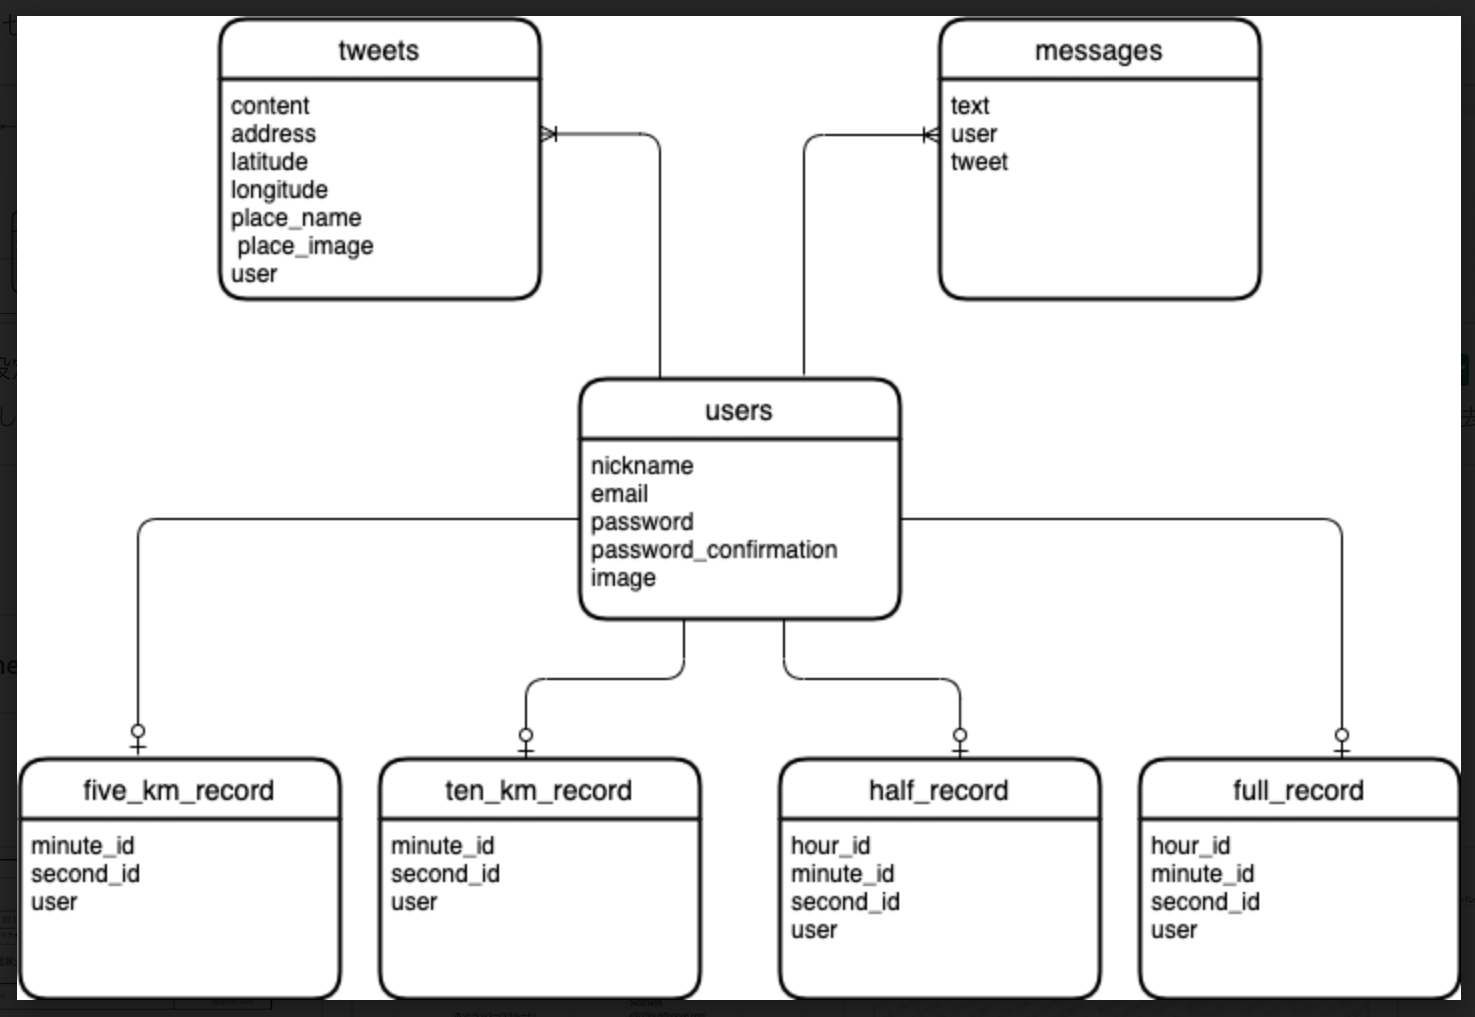 tweets
content
address
latitude
longitude
place_name
place_image
user
messages
text
user
tweet
users
nickname
email
password
password_confirmation
image
five_km_record
minute_id
second_id
user
ten_km_record
minute_id
second_id
user
half_record
hour_id
minute_id
second_id
user
full_record
hour_id
minute_id
second_id
user